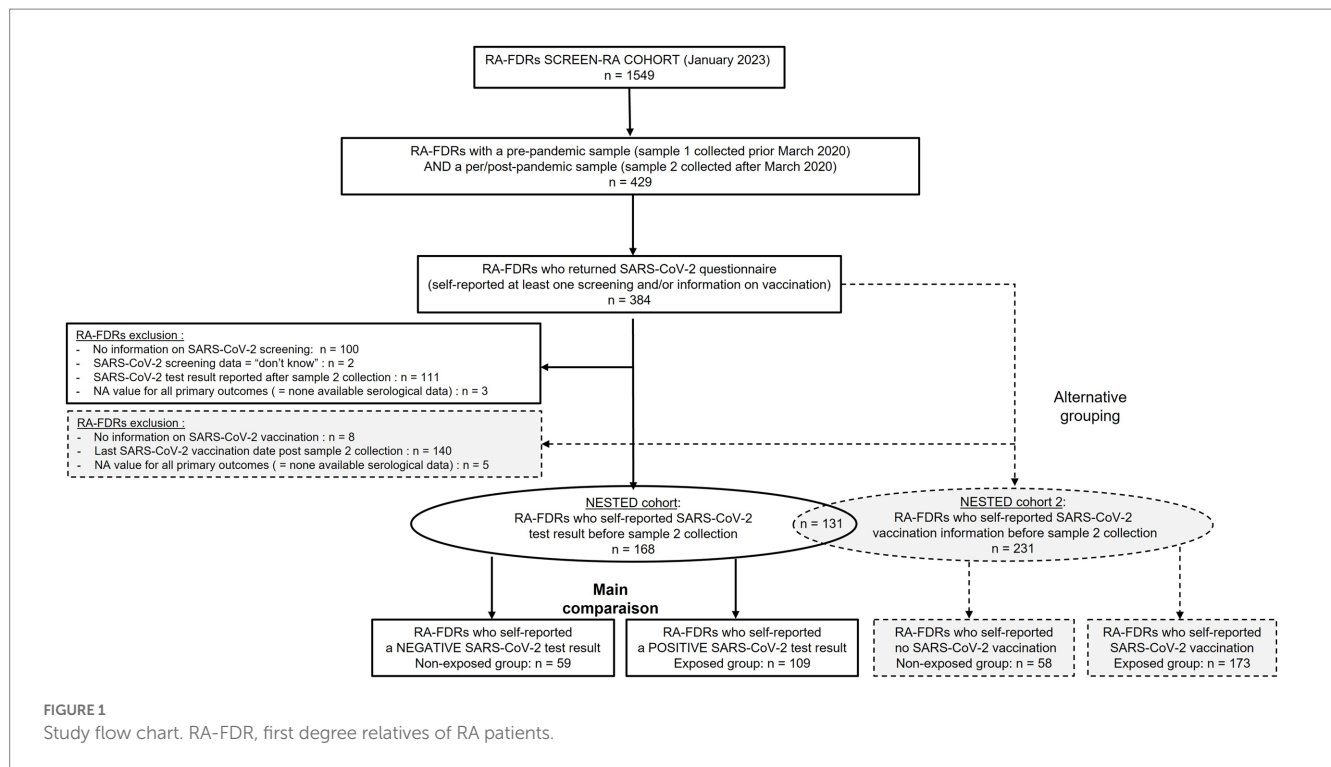 RA-FDRs SCREEN-RA COHORT (January 2023)
n = 1549
RA-FDRs with a pre-pandemic sample (sample 1 collected prior March 2020)
AND a per/post-pandemic sample (sample 2 collected after March 2020)
n = 429
RA-FDRs who returned SARS-CoV-2 questionnaire
(self-reported at least one screening and/or information on vaccination)
n = 384
RA-FDRs exclusion :
- No information on SARS-CoV-2 screening: n = 100
- SARS-CoV-2 screening data = “don’t know” : n = 2
- SARS-CoV-2 test result reported after sample 2 collection : n = 111
- NA value for all primary outcomes ( = none available serological data) : n = 3
RA-FDRs exclusion :
- No information on SARS-CoV-2 vaccination : n = 8
- Last SARS-CoV-2 vaccination date post sample 2 collection : n = 140
- NA value for all primary outcomes ( = none available serological data) : n = 5
Alternative
grouping
NESTED cohort:
RA-FDRs who self-reported SARS-CoV-2
test result before sample 2 collection
n = 168
n = 131
NESTED cohort 2:
RA-FDRs who self-reported SARS-CoV-2
vaccination information before sample 2 collection
n = 231
Main
comparison
RA-FDRs who self-reported
a NEGATIVE SARS-CoV-2 test result
Non-exposed group: n = 59
RA-FDRs who self-reported
a POSITIVE SARS-CoV-2 test result
Exposed group: n = 109
RA-FDRs who self-reported
no SARS-CoV-2 vaccination
Non-exposed group: n = 58
RA-FDRs who self-reported
SARS-CoV-2 vaccination
Exposed group: n = 173
FIGURE 1
Study flow chart. RA-FDR, first degree relatives of RA patients.